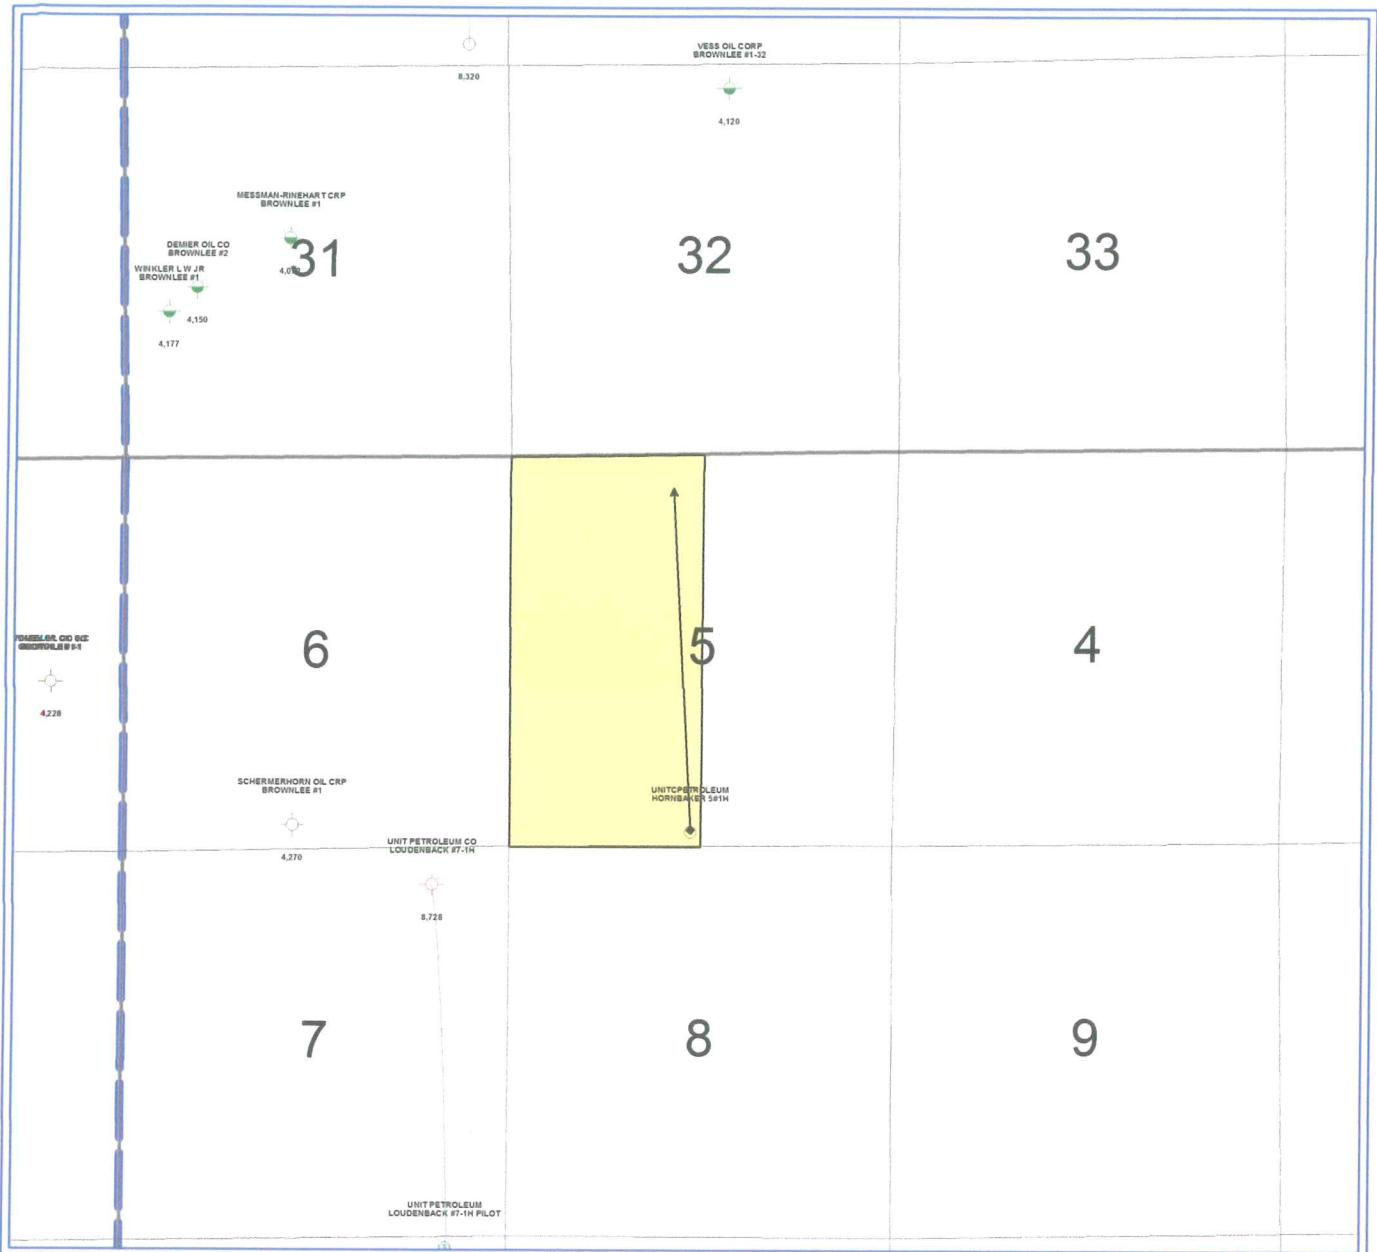 8,320
VESS OIL CORP
BROWNLEE #1-32
4,120
MESSMAN-RINEHART CRP
BROWNLEE #1
31
32
33
DEMIER OIL CO
BROWNLEE #2
4,150
WINKLER L W JR
BROWNLEE #1
4,177
6
5
4
4,228
SCHERMERHORN OIL CRP
BROWNLEE #1
4,270
HORNBAKER 5#1H
UNIT PETROLEUM CO
LOUDENBACK #7-1H
8,728
7
8
9
UNIT PETROLEUM
LOUDENBACK #7-1H PILOT